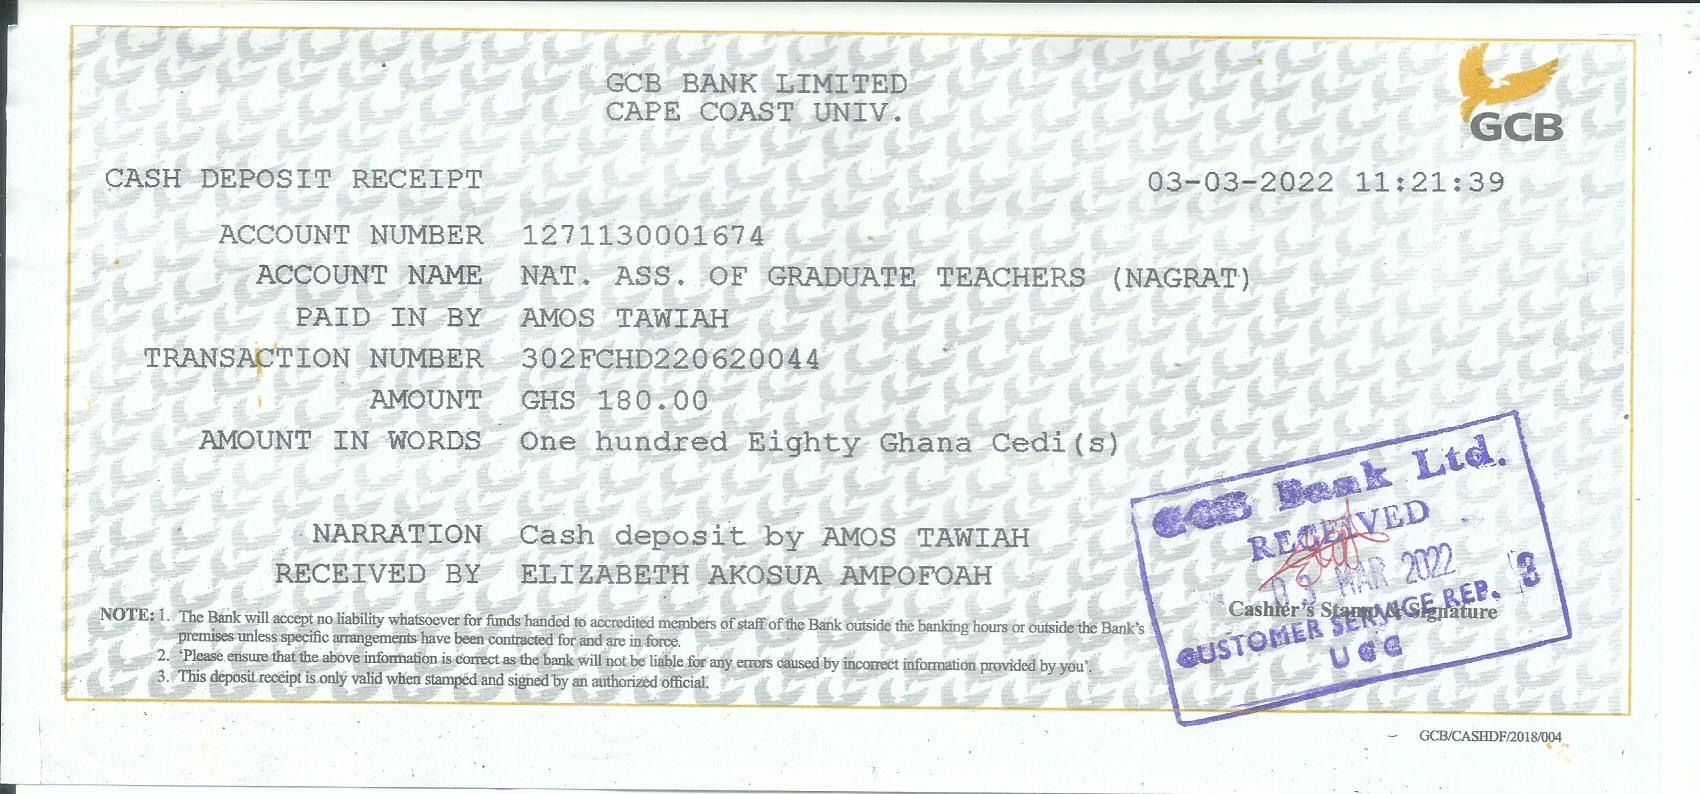 GCB BANK LIMITED
CAPE COAST UNIV.
GCB
CASH DEPOSIT RECEIPT 03-03-2022 11:21:39
ACCOUNT NUMBER 1271130001674
ACCOUNT NAME NAT. ASS. OF GRADUATE TEACHERS (NAGRAT)
PAID IN BY AMOS TAWIAH
TRANSACTION NUMBER 302FCHD220620044
AMOUNT GHS 180.00
AMOUNT IN WORDS One hundred Eighty Ghana Cedi(s)
NARRATION Cash deposit by AMOS TAWIAH
RECEIVED BY ELIZABETH AKOSUA AMPOFOAH
GCB Bank Ltd.
RECEIVED
03 MAR 2022
Cashier's Stamp & Signature
CUSTOMER SERVICE REP. 3
UCC
NOTE: 1. The Bank will accept no liability whatsoever for funds handed to accredited members of staff of the Bank outside the banking hours or outside the Bank's
premises unless specific arrangements have been contracted for and are in force.
2. 'Please ensure that the above information is correct as the bank will not be liable for any errors caused by incorrect information provided by you'.
3. This deposit receipt is only valid when stamped and signed by an authorized official.
GCB/CASHDF/2018/004